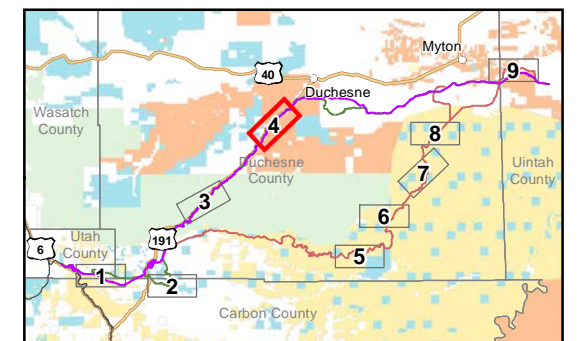 Myton
40
9
Duchesne
Wasatch
County
4
8
Duchesne
County
Uintah
County
7
3
6
191
Utah
County
6
5
1
2
Carbon County